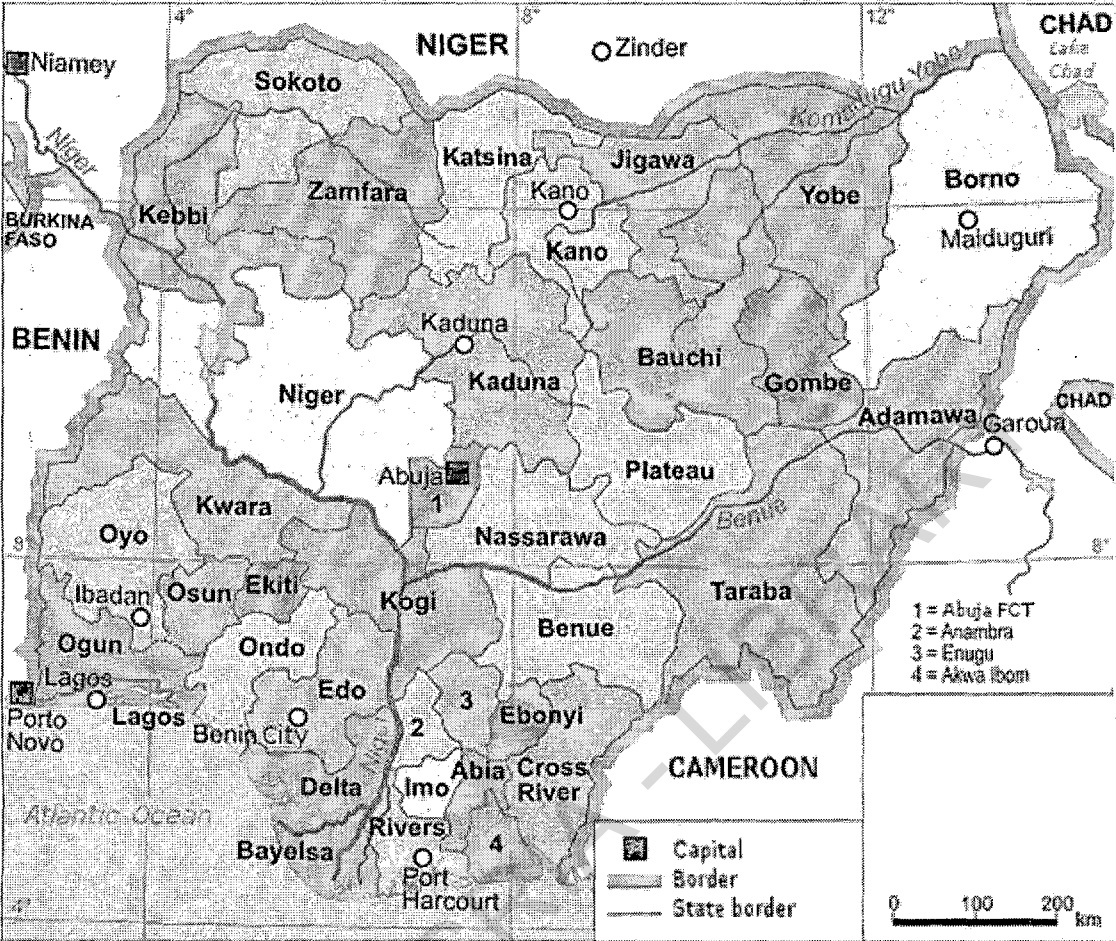 4°
8°
12°
CHAD
NIGER
Zinder
Lake
Chad
Niamey
Sokoto
Komadugu-Yobe
Niger
Katsina
Jigawa
Zamfara
Kano
Yobe
Borno
Kebbi
BURKINA
FASO
Maiduguri
Kano
Kaduna
BENIN
Bauchi
Kaduna
Gombe
Niger
CHAD
Adamawa
Garoua
Abuja
Plateau
1
Kwara
Benue
Oyo
Nassarawa
8°
8°
Ibadan
Osun
Ekiti
Kogi
Taraba
1 = Abuja FCT
2 = Anambra
3 = Enugu
4 = Akwa Ibom
Benue
Ogun
Ondo
Lagos
Edo
3
Ebonyi
Porto
Novo
Lagos
Benin City
2
Abia
Cross
River
CAMEROON
Delta
Imo
Atlantic Ocean
Rivers
4
Bayelsa
Port
Harcourt
Capital
Border
State border
4°
0 100 200
km